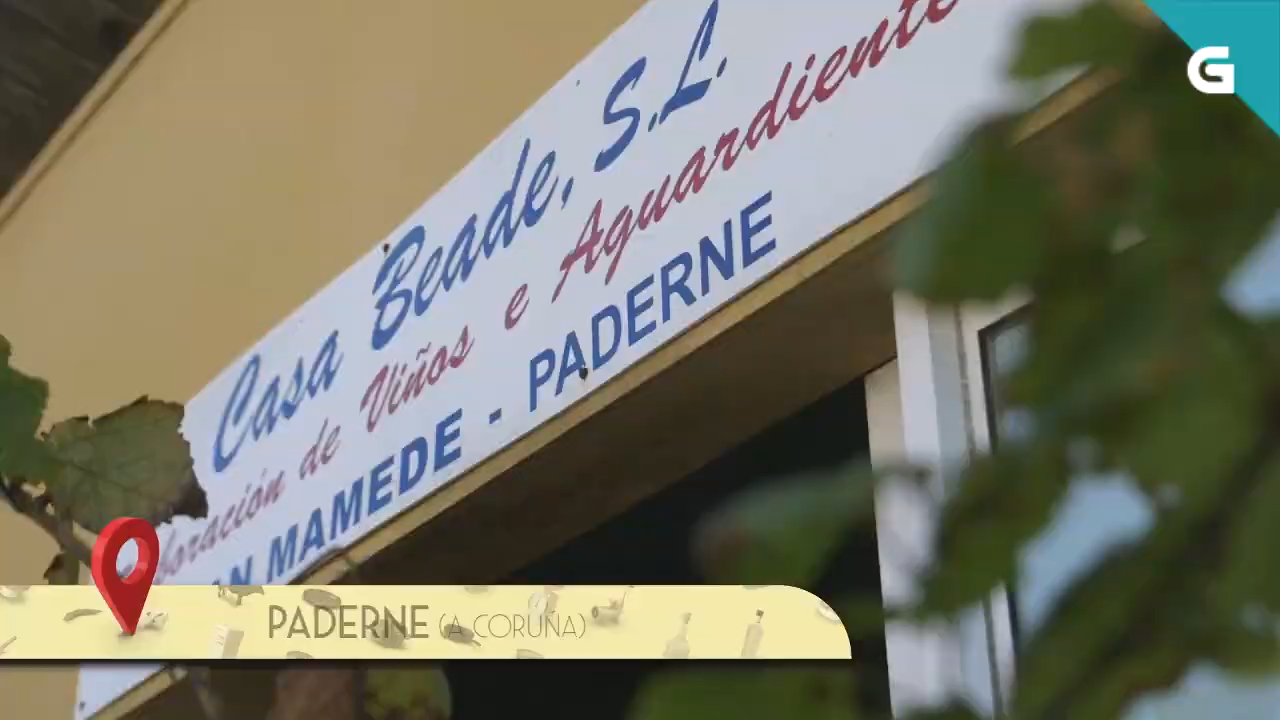 Casa Beade, S.L.
de Viños e Aguardiente
MAMEDE - PADERNE
PADERNE (A CORUÑA)
G